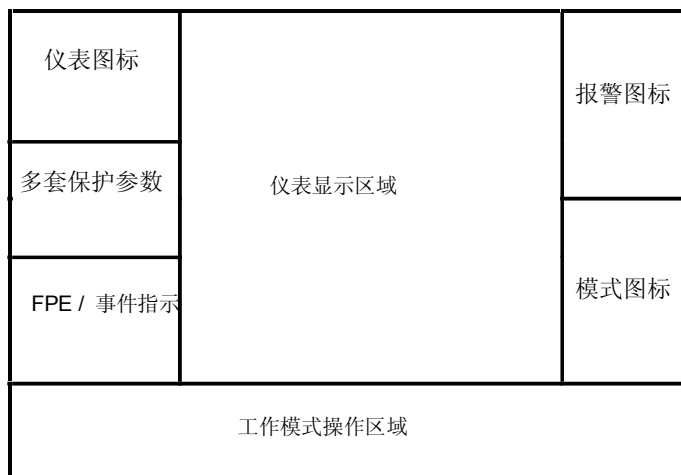 仪表图标
多套保护参数
FPE / 事件指示
仪表显示区域
报警图标
模式图标
工作模式操作区域